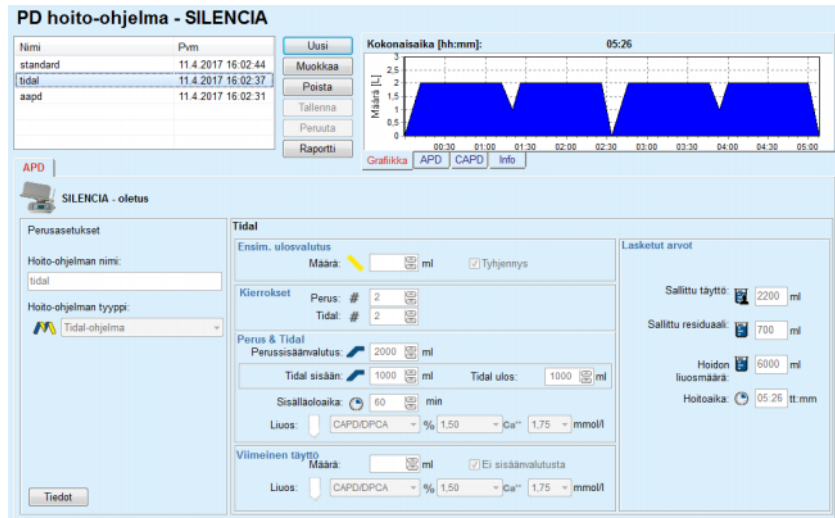 PD hoito-ohjelma - SILENCIA
Nimi Pvm
standard 11.4.2017 16:02:44
tidal 11.4.2017 16:02:37
aapd 11.4.2017 16:02:31
Uusi
Muokkaa
Poista
Tallenna
Peruuta
Raportti
Kokonaisaika [hh:mm]: 05:26
Määrä [L]
3
2,5
2
1,5
1
0,5
0
00:30 01:00 01:30 02:00 02:30 03:00 03:30 04:00 04:30 05:00
Grafiikka APD CAPD Info
APD
SILENCIA - oletus
Perusasetukset
Hoito-ohjelman nimi:
tidal
Hoito-ohjelman tyyppi:
Tidal-ohjelma
Tiedot
Tidal
Ensim. ulosvalutus
Määrä: ml Tyhjennys
Kierrokset
Perus: # 2
Tidal: # 2
Perus & Tidal
Perussisäänvalutus: 2000 ml
Tidal sisään: 1000 ml Tidal ulos: 1000 ml
Sisälläoloaika: 60 min
Liuos: CAPD/DPCA % 1,50 Ca** 1,75 mmol/l
Viimeinen täyttö
Määrä: ml Ei sisäänvalutusta
Liuos: CAPD/DPCA % 1,50 Ca** 1,75 mmol/l
Lasketut arvot
Sallittu täyttö: 2200 ml
Sallittu residuaali: 700 ml
Hoidon liuosmäärä: 6000 ml
Hoitoaika: 05:26 tt:mm